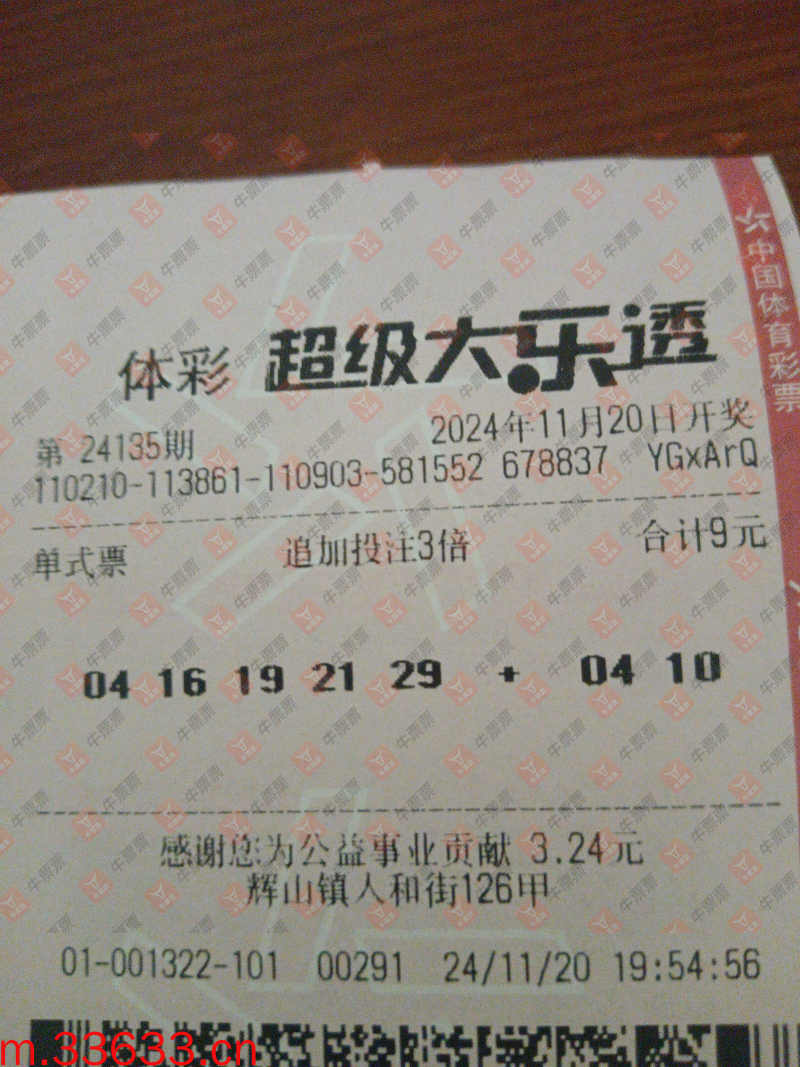 中国体育彩票
体彩 超级大乐透
第 24135期 2024年11月20日开奖
110210-113861-110903-581552 678837 YGxArQ
单式票 追加投注3倍 合计9元
04 16 19 21 29 + 04 10
感谢您为公益事业贡献 3.24元
辉山镇人和街126甲
01-001322-101 00291 24/11/20 19:54:56
m.33633.cn
牛票票